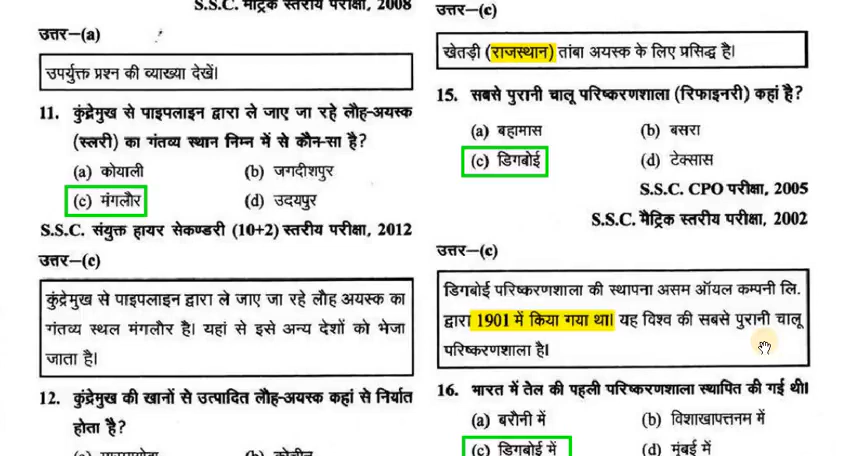 S.S.C. मैट्रिक स्तरीय परीक्षा, 2008
उत्तर–(a)
उपर्युक्त प्रश्न की व्याख्या देखें।
11. कुंद्रेमुख से पाइपलाइन द्वारा ले जाए जा रहे लौह-अयस्क
(स्लरी) का गंतव्य स्थान निम्न में से कौन-सा है?
(a) कोयाली (b) जगदीशपुर
(c) मंगलौर (d) उदयपुर
S.S.C. संयुक्त हायर सेकण्डरी (10+2) स्तरीय परीक्षा, 2012
उत्तर–(c)
कुंद्रेमुख से पाइपलाइन द्वारा ले जाए जा रहे लौह अयस्क का
गंतव्य स्थल मंगलौर है। यहां से इसे अन्य देशों को भेजा
जाता है।
12. कुंद्रेमुख की खानों से उत्पादित लौह-अयस्क कहां से निर्यात
होता है?
(b) कोचीन
उत्तर–(c)
खेतड़ी (राजस्थान) तांबा अयस्क के लिए प्रसिद्ध है।
15. सबसे पुरानी चालू परिष्करणशाला (रिफाइनरी) कहां है?
(a) बहामास (b) बसरा
(c) डिगबोई (d) टेक्सास
S.S.C. CPO परीक्षा, 2005
S.S.C. मैट्रिक स्तरीय परीक्षा, 2002
उत्तर–(c)
डिगबोई परिष्करणशाला की स्थापना असम ऑयल कम्पनी लि.
द्वारा 1901 में किया गया था। यह विश्व की सबसे पुरानी चालू
परिष्करणशाला है।
16. भारत में तेल की पहली परिष्करणशाला स्थापित की गई थी।
(a) बरौनी में (b) विशाखापत्तनम में
(c) डिगबोई में (d) मुंबई में